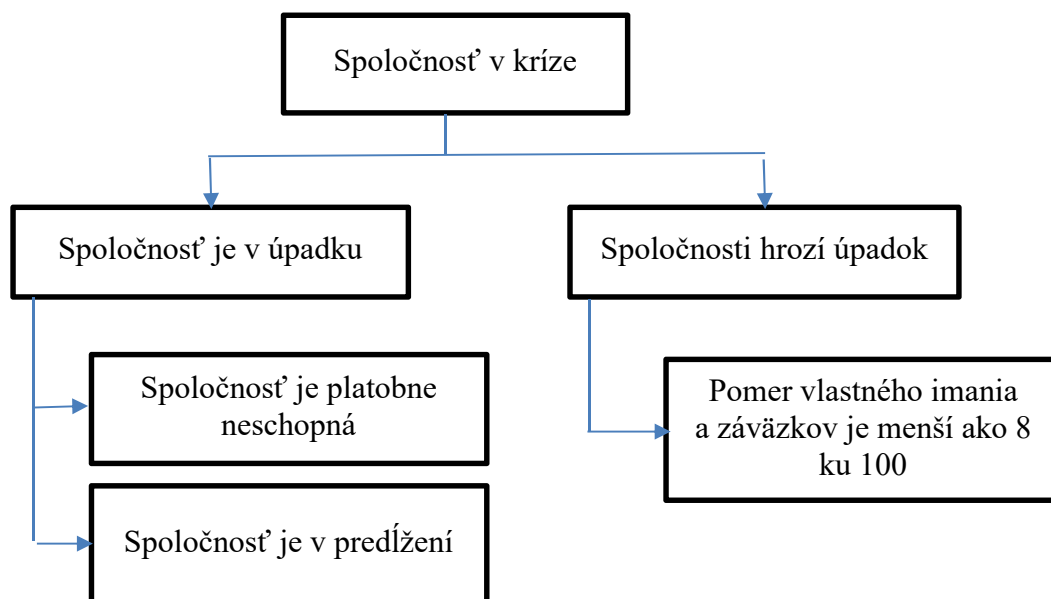 Spoločnosť v kríze
Spoločnosť je v úpadku
Spoločnosti hrozí úpadok
Spoločnosť je platobne
neschopná
Pomer vlastného imania
a záväzkov je menší ako 8
ku 100
Spoločnosť je v predĺžení